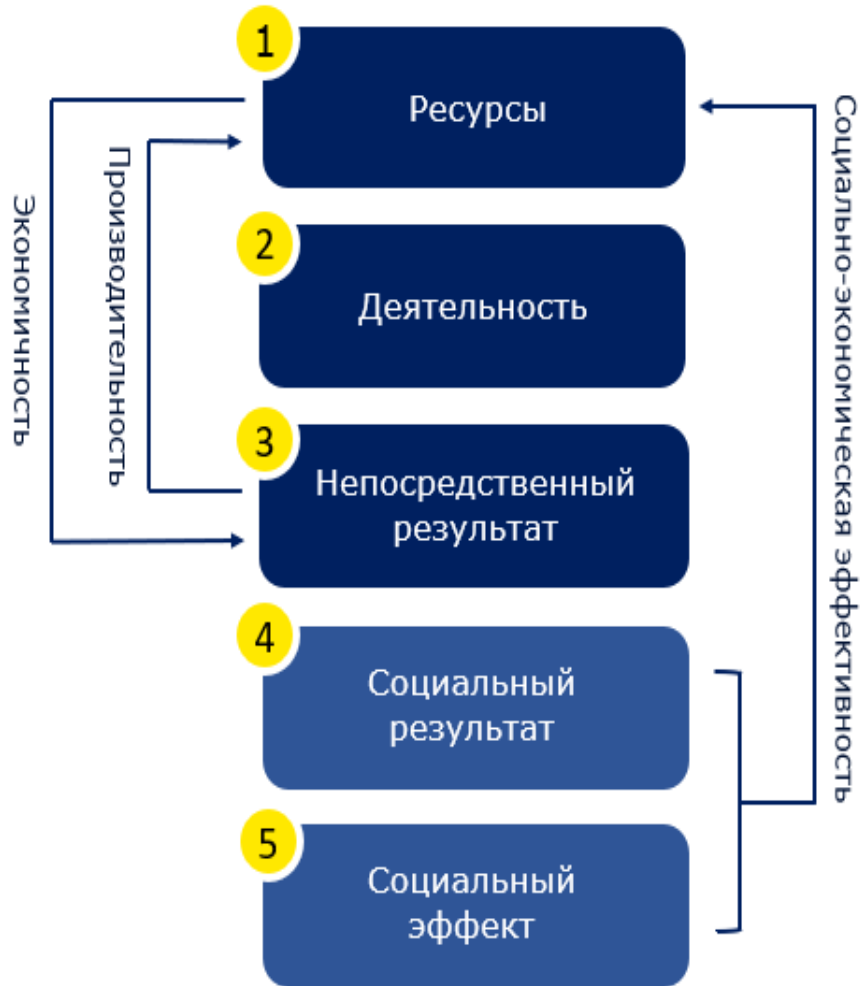 1
Ресурсы
2
Деятельность
3
Непосредственный
результат
4
Социальный
результат
5
Социальный
эффект
Экономичность
Производительность
Социально-экономическая эффективность